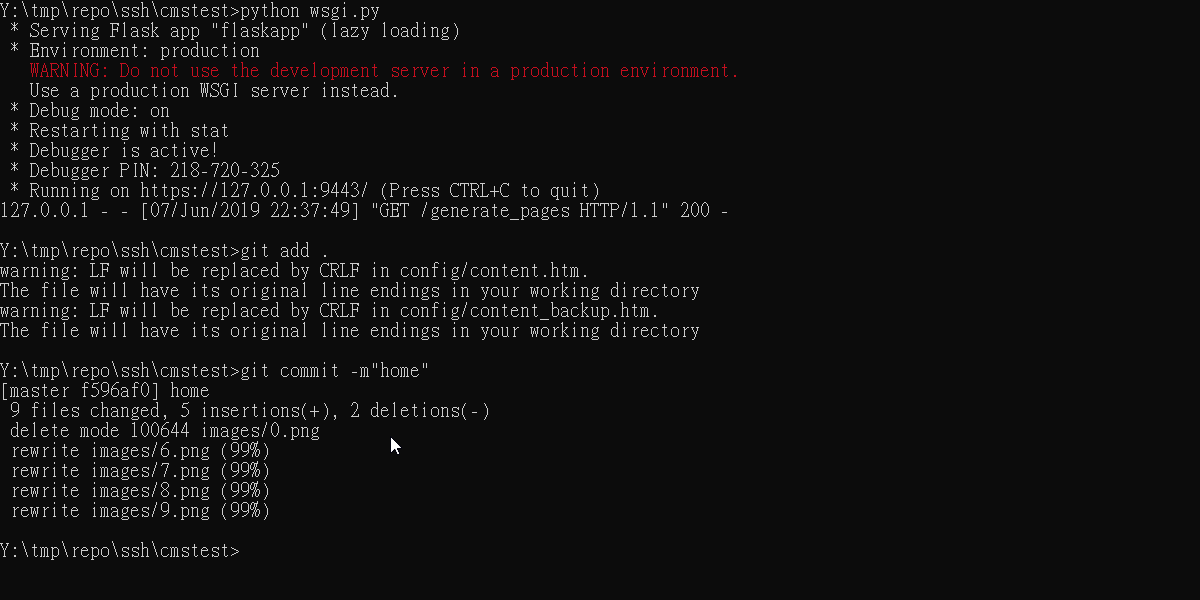 Y:\tmp\repo\ssh\cmstest>python wsgi.py
* Serving Flask app "flaskapp" (lazy loading)
* Environment: production
WARNING: Do not use the development server in a production environment.
Use a production WSGI server instead.
* Debug mode: on
* Restarting with stat
* Debugger is active!
* Debugger PIN: 218-720-325
* Running on https://127.0.0.1:9443/ (Press CTRL+C to quit)
127.0.0.1 - - [07/Jun/2019 22:37:49] "GET /generate_pages HTTP/1.1" 200 -
Y:\tmp\repo\ssh\cmstest>git add .
warning: LF will be replaced by CRLF in config/content.htm.
The file will have its original line endings in your working directory
warning: LF will be replaced by CRLF in config/content_backup.htm.
The file will have its original line endings in your working directory
Y:\tmp\repo\ssh\cmstest>git commit -m"home"
[master f596af0] home
9 files changed, 5 insertions(+), 2 deletions(-)
delete mode 100644 images/0.png
rewrite images/6.png (99%)
rewrite images/7.png (99%)
rewrite images/8.png (99%)
rewrite images/9.png (99%)
Y:\tmp\repo\ssh\cmstest>